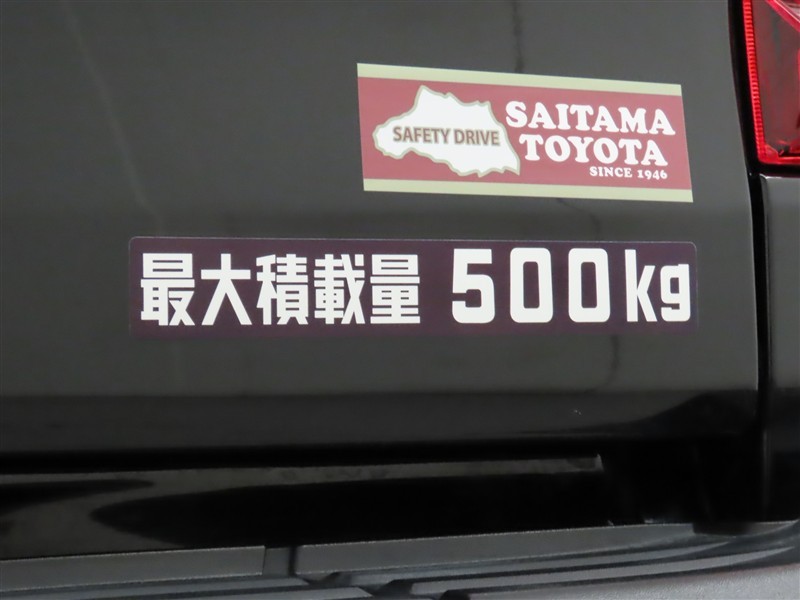 SAFETY DRIVE
SAITAMA
TOYOTA
SINCE 1946
最大積載量 500kg